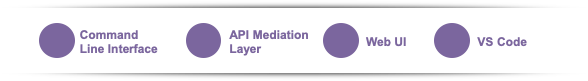 Command
Line Interface
API Mediation
Layer
Web UI
VS Code